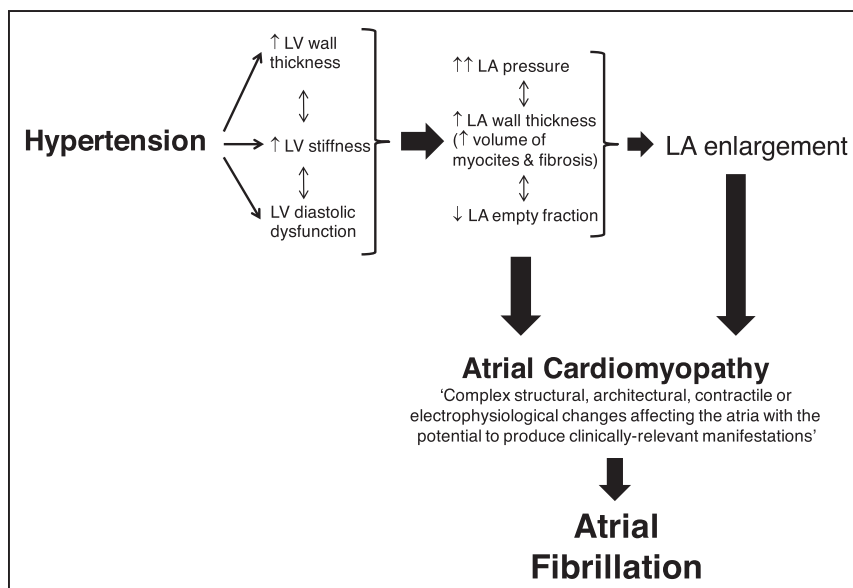 Hypertension
↑ LV wall
thickness
↑ LV stiffness
LV diastolic
dysfunction
↑↑ LA pressure
↑ LA wall thickness
(↑ volume of
myocites & fibrosis)
↓ LA empty fraction
LA enlargement
Atrial Cardiomyopathy
‘Complex structural, architectural, contractile or
electrophysiological changes affecting the atria with the
potential to produce clinically-relevant manifestations’
Atrial
Fibrillation